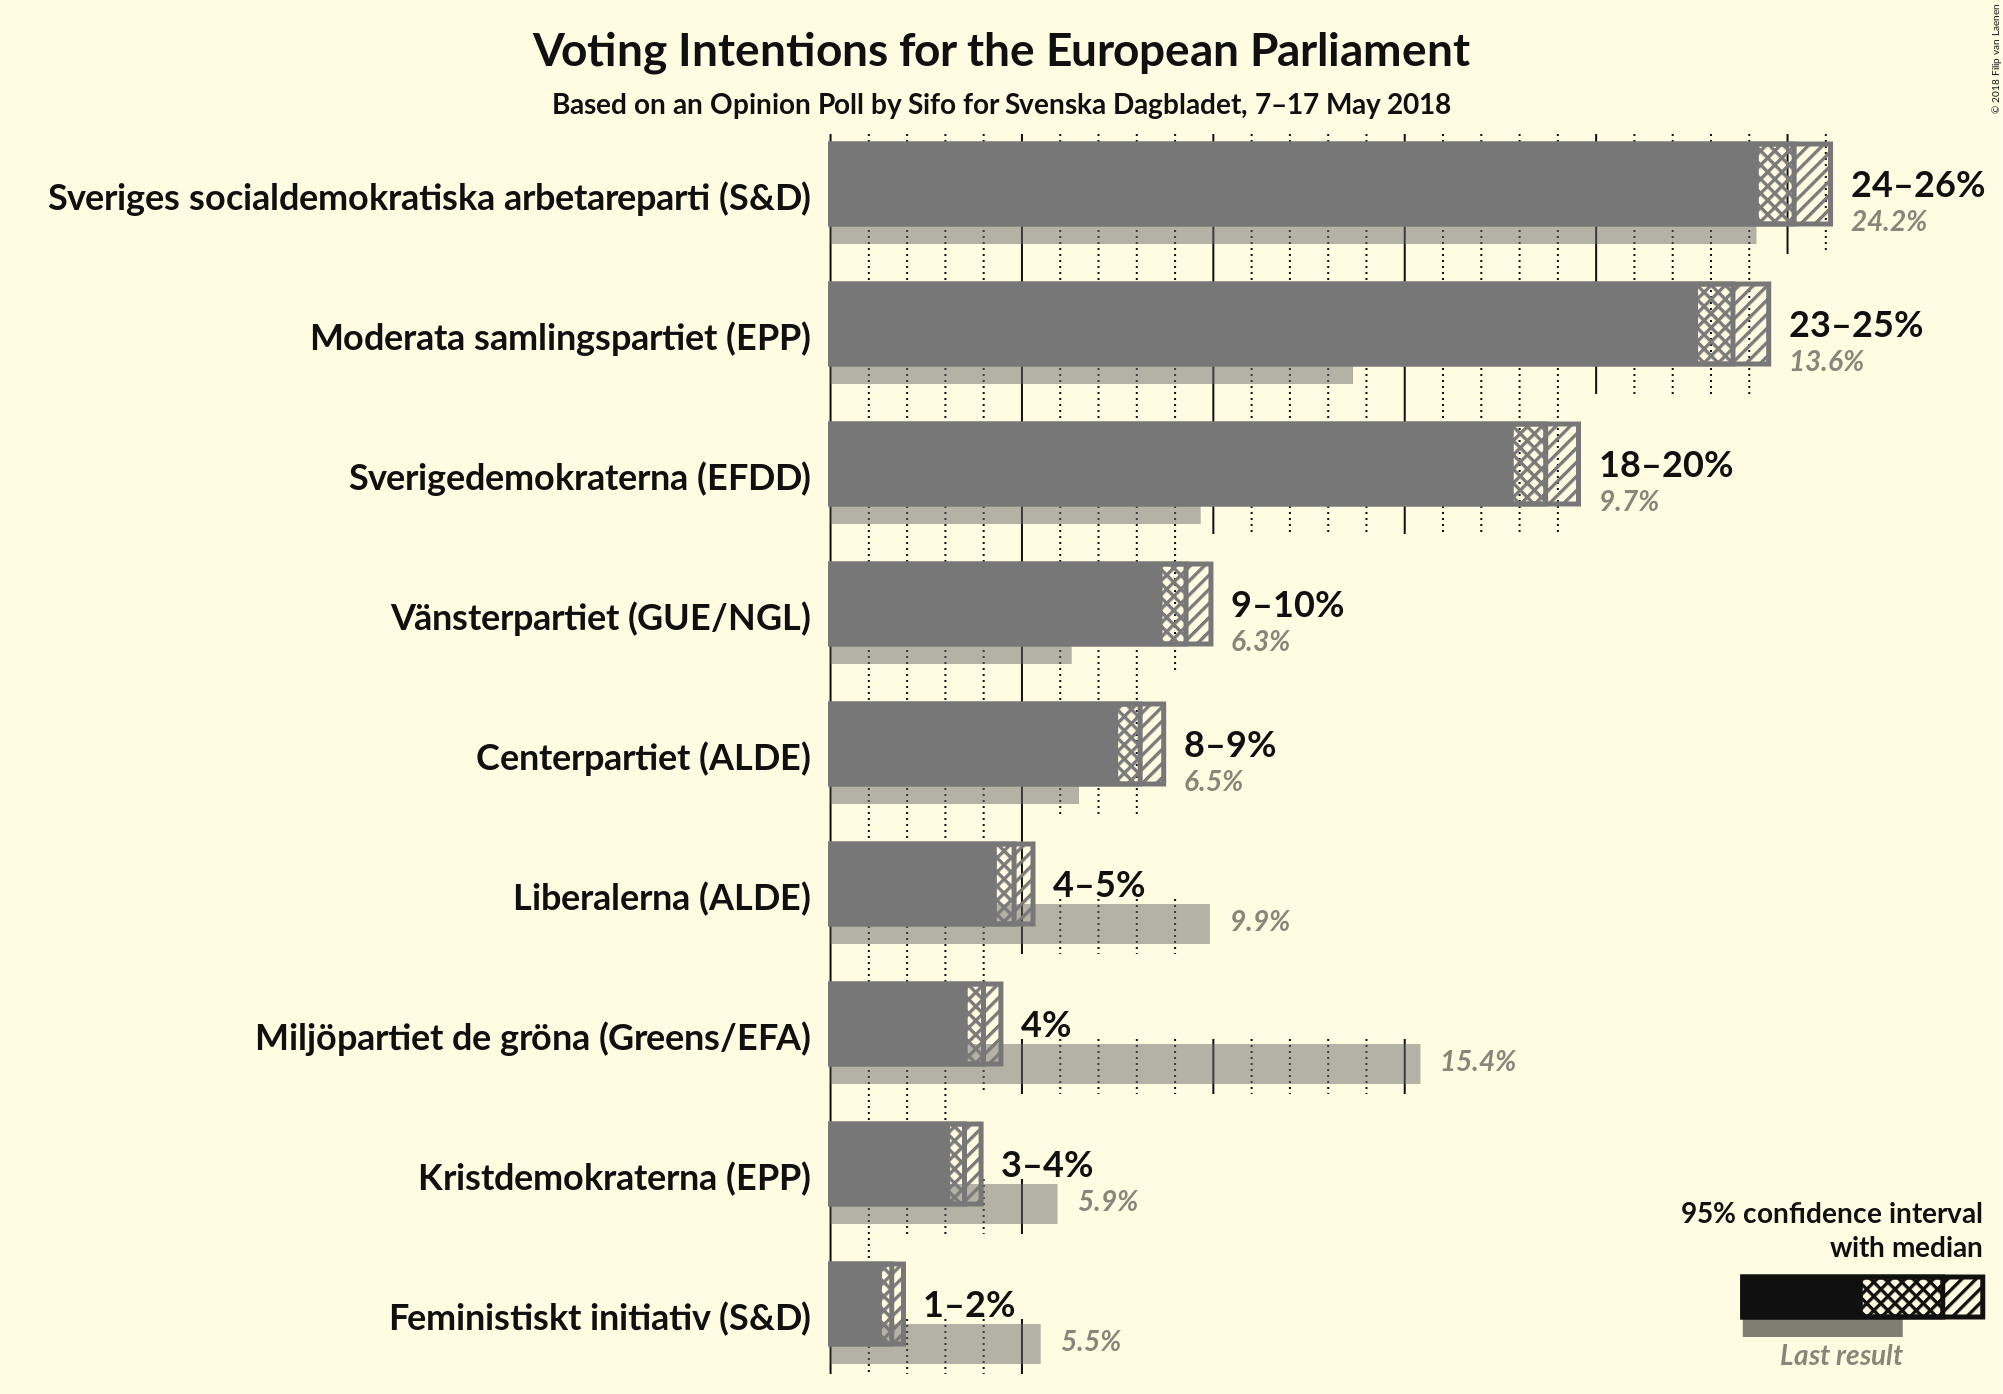 Voting Intentions for the European Parliament
Based on an Opinion Poll by Sifo for Svenska Dagbladet, 7–17 May 2018
© 2018 Filip van Laenen
Sveriges socialdemokratiska arbetareparti (S&D)
24–26%
24.2%
Moderata samlingspartiet (EPP)
23–25%
13.6%
Sverigedemokraterna (EFDD)
18–20%
9.7%
Vänsterpartiet (GUE/NGL)
9–10%
6.3%
Centerpartiet (ALDE)
8–9%
6.5%
Liberalerna (ALDE)
4–5%
9.9%
Miljöpartiet de gröna (Greens/EFA)
4%
15.4%
Kristdemokraterna (EPP)
3–4%
5.9%
Feministiskt initiativ (S&D)
1–2%
5.5%
95% confidence interval
with median
Last result